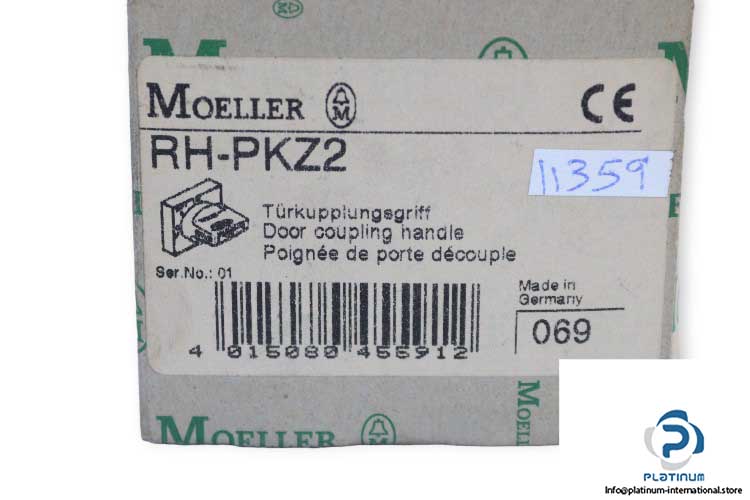 MOELLER
CE
RH-PKZ2
11359
Türkupplungsgriff
Door coupling handle
Poignée de porte découple
Ser.No.: 01
Made in
Germany
069
4 015080 455912
MOELLER
MOELLER
PLATINUM
Info@platinum-international.store